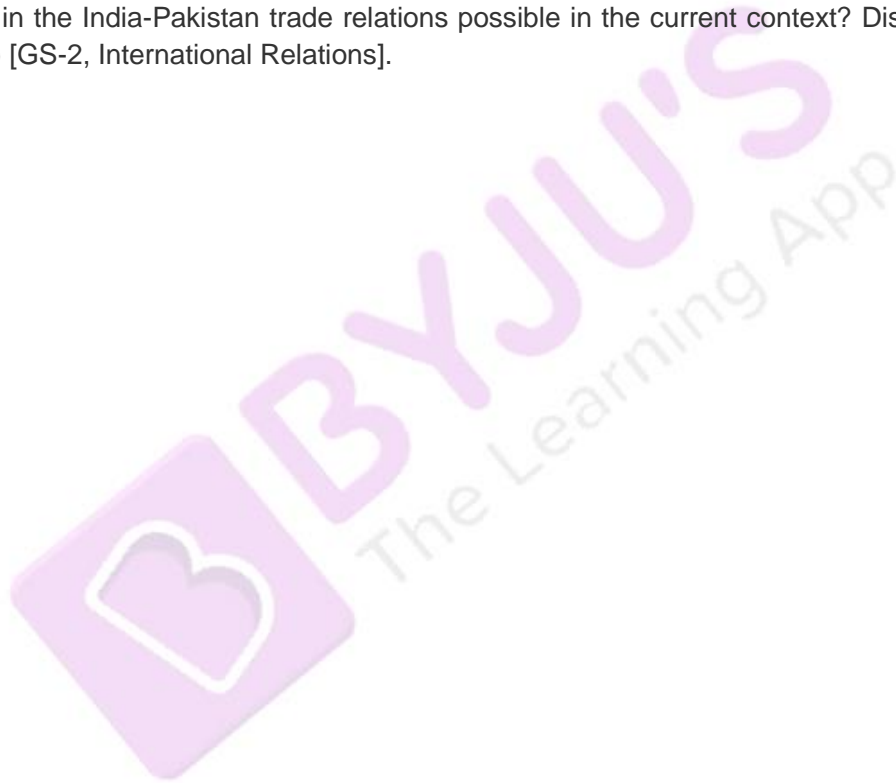 in the India-Pakistan trade relations possible in the current context? Dis
[GS-2, International Relations].
BYJU'S
The Learning App